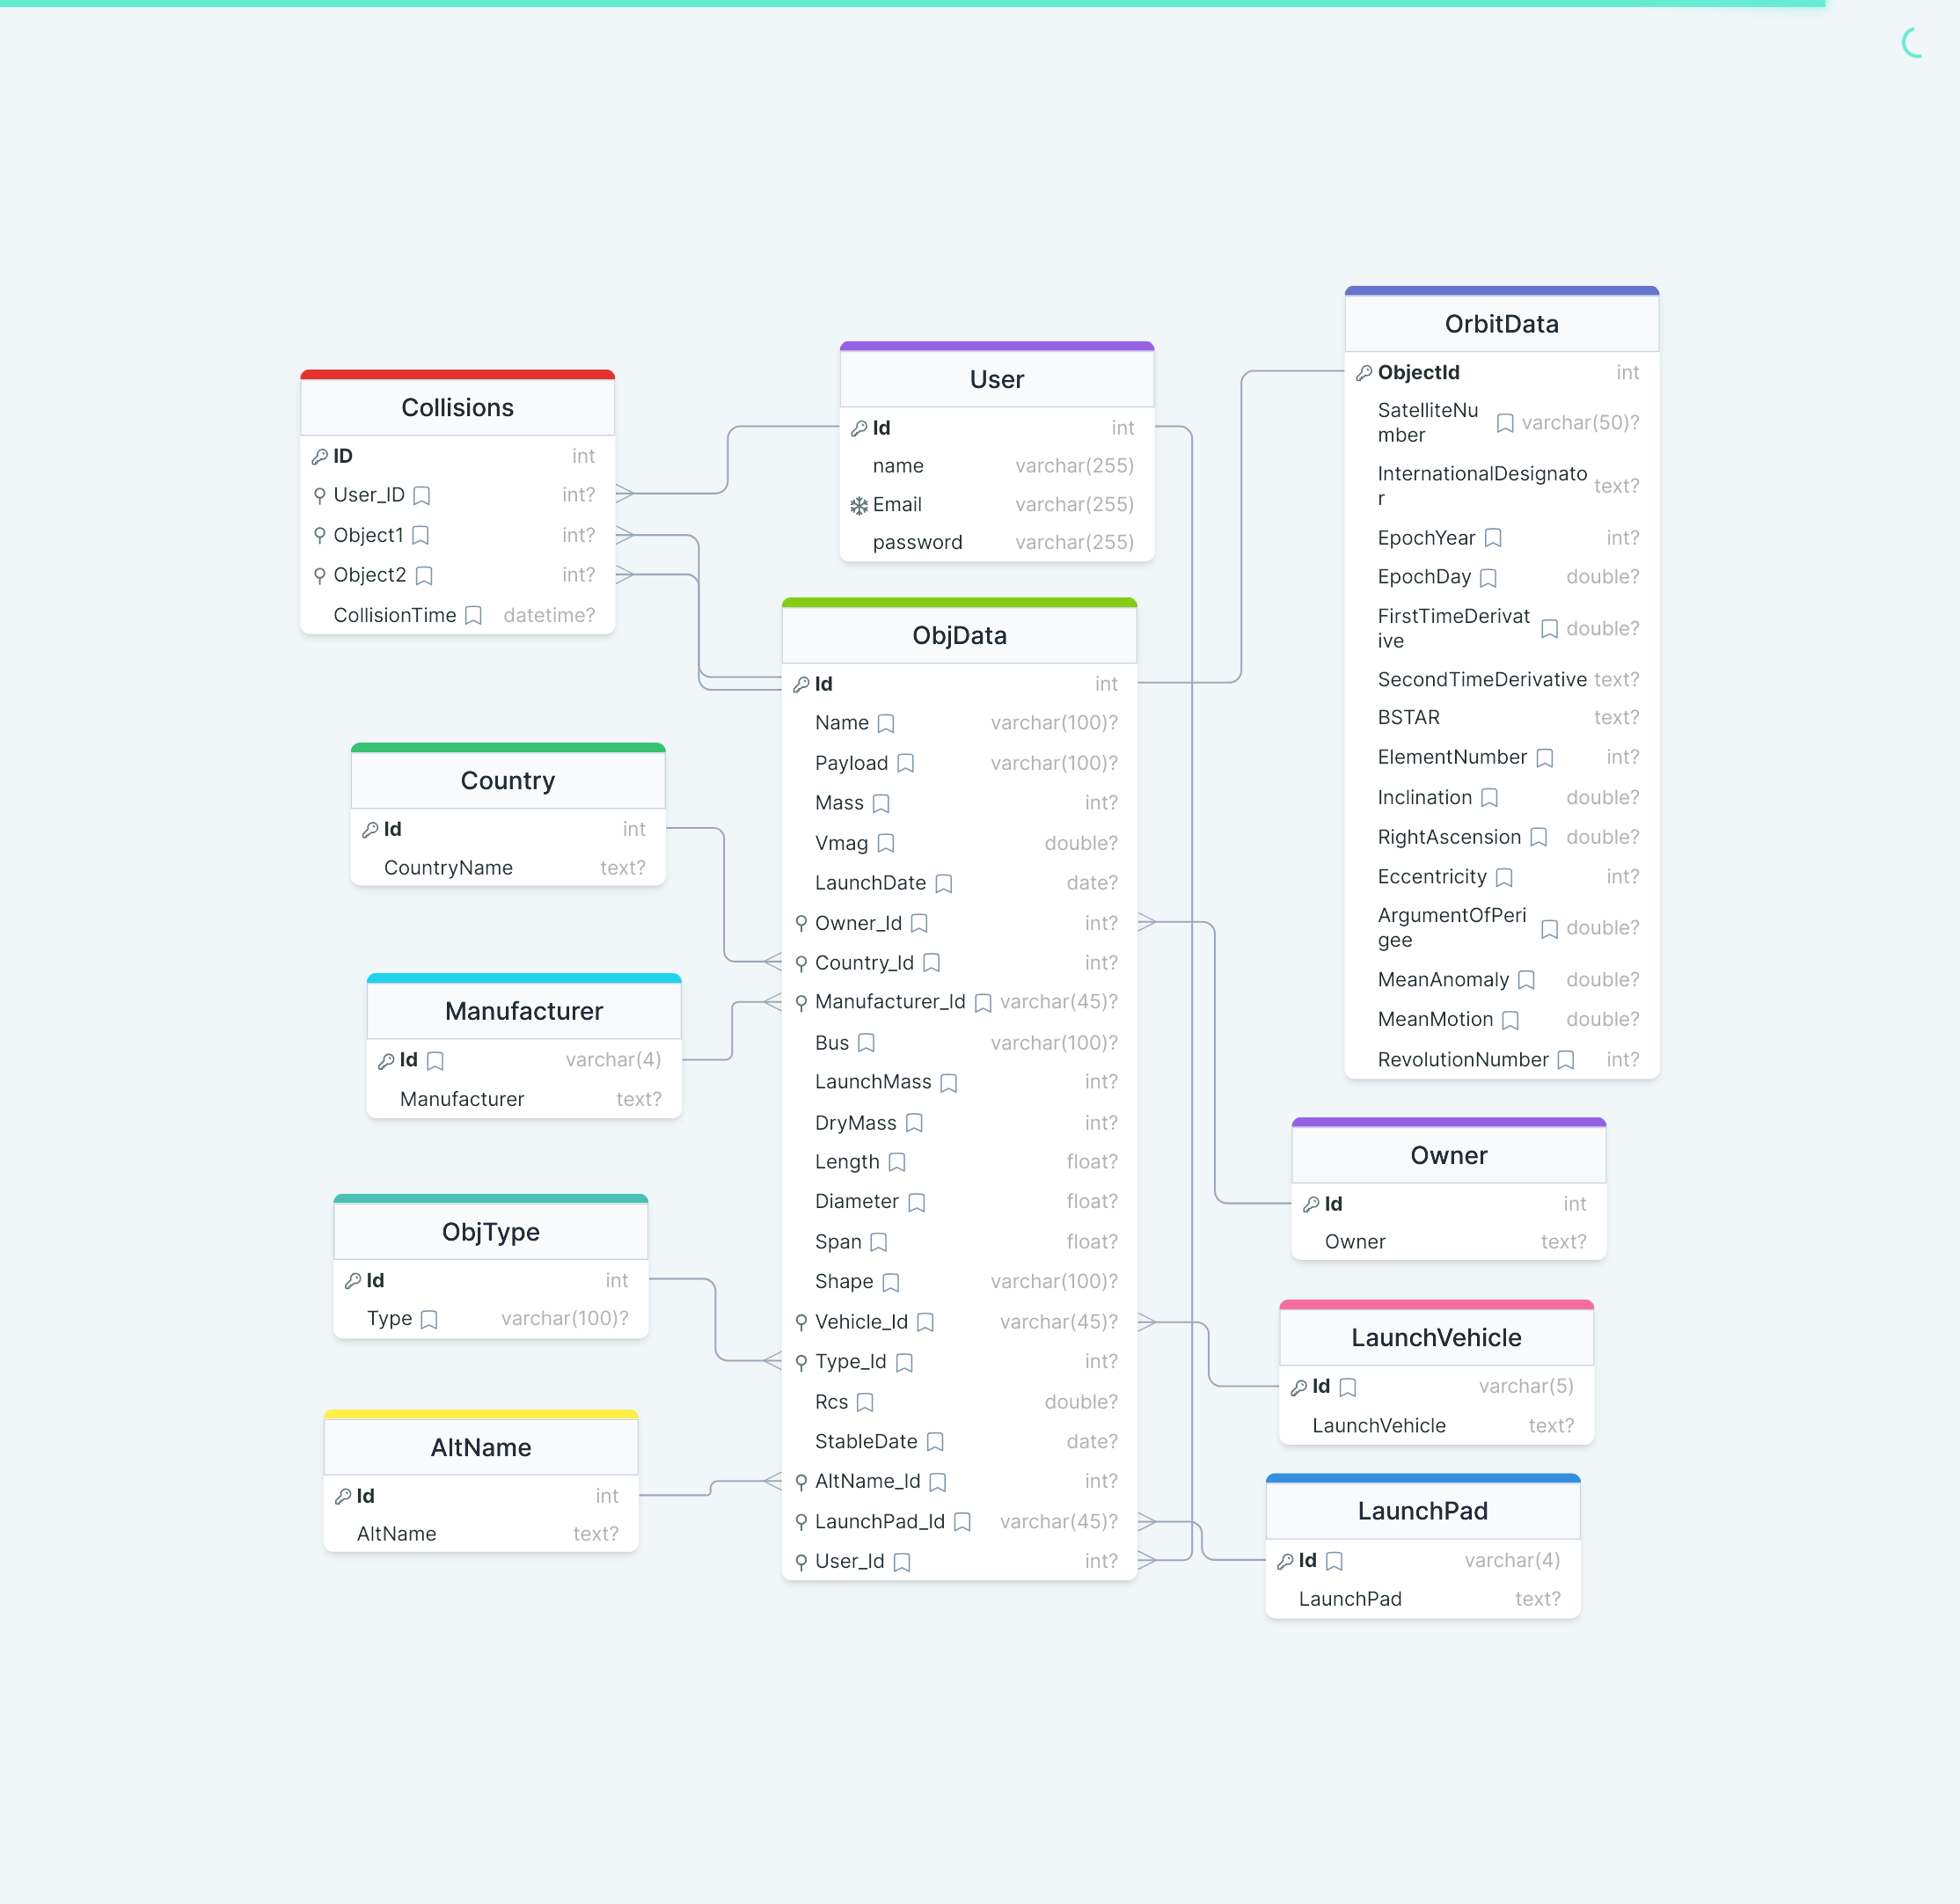 Collisions
ID int
User_ID int?
Object1 int?
Object2 int?
CollisionTime datetime?
User
Id int
name varchar(255)
Email varchar(255)
password varchar(255)
OrbitData
ObjectId int
SatelliteNu
mber varchar(50)?
InternationalDesignato
r text?
EpochYear int?
EpochDay double?
FirstTimeDerivat
ive double?
SecondTimeDerivative text?
BSTAR text?
ElementNumber int?
Inclination double?
RightAscension double?
Eccentricity int?
ArgumentOfPeri
gee double?
MeanAnomaly double?
MeanMotion double?
RevolutionNumber int?
ObjData
Id int
Name varchar(100)?
Payload varchar(100)?
Mass int?
Vmag double?
LaunchDate date?
Owner_Id int?
Country_Id int?
Manufacturer_Id varchar(45)?
Bus varchar(100)?
LaunchMass int?
DryMass int?
Length float?
Diameter float?
Span float?
Shape varchar(100)?
Vehicle_Id varchar(45)?
Type_Id int?
Rcs double?
StableDate date?
AltName_Id int?
LaunchPad_Id varchar(45)?
User_Id int?
Country
Id int
CountryName text?
Manufacturer
Id varchar(4)
Manufacturer text?
ObjType
Id int
Type varchar(100)?
AltName
Id int
AltName text?
Owner
Id int
Owner text?
LaunchVehicle
Id varchar(5)
LaunchVehicle text?
LaunchPad
Id varchar(4)
LaunchPad text?